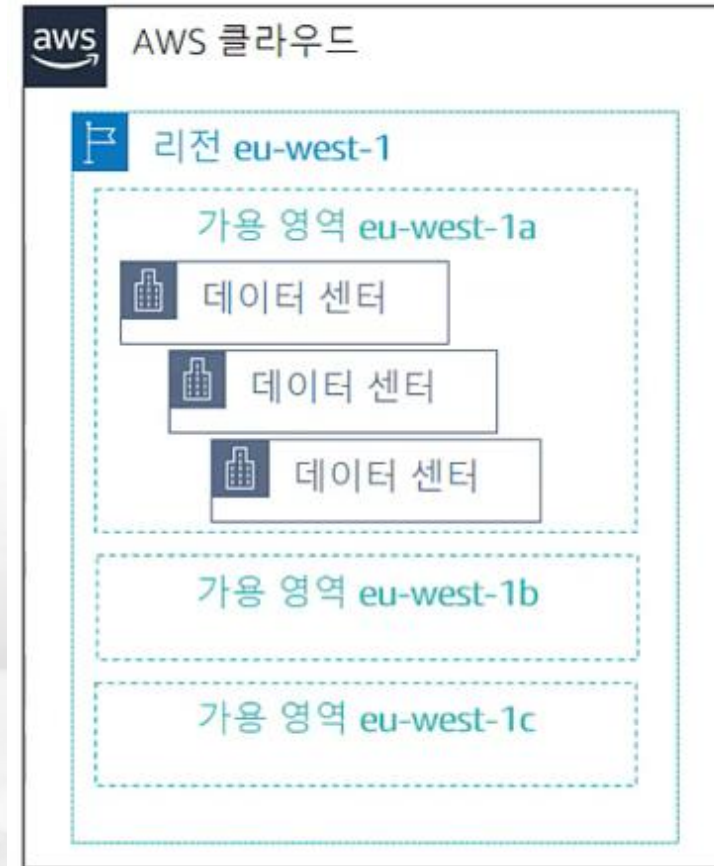 aws AWS 클라우드
리전 eu-west-1
가용 영역 eu-west-1a
데이터 센터
데이터 센터
데이터 센터
가용 영역 eu-west-1b
가용 영역 eu-west-1c